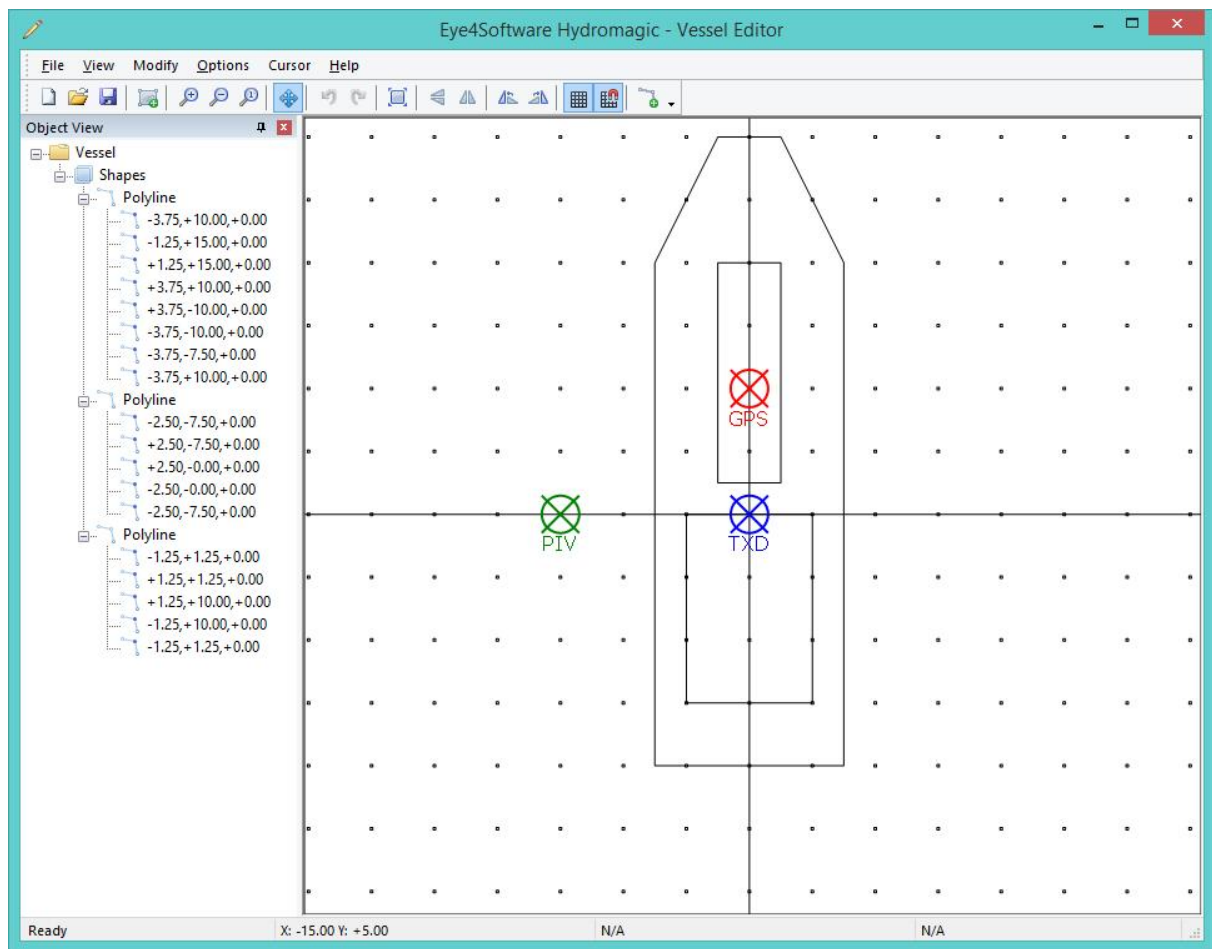 Eye4Software Hydromagic - Vessel Editor
File View Modify Options Cursor Help
Object View
Vessel
Shapes
Polyline
-3.75,+10.00,+0.00
-1.25,+15.00,+0.00
+1.25,+15.00,+0.00
+3.75,+10.00,+0.00
+3.75,-10.00,+0.00
-3.75,-10.00,+0.00
-3.75,-7.50,+0.00
-3.75,+10.00,+0.00
Polyline
-2.50,-7.50,+0.00
+2.50,-7.50,+0.00
+2.50,-0.00,+0.00
-2.50,-0.00,+0.00
-2.50,-7.50,+0.00
Polyline
-1.25,+1.25,+0.00
+1.25,+1.25,+0.00
+1.25,+10.00,+0.00
-1.25,+10.00,+0.00
-1.25,+1.25,+0.00
GPS
PIV
TXD
Ready X: -15.00 Y: +5.00 N/A N/A